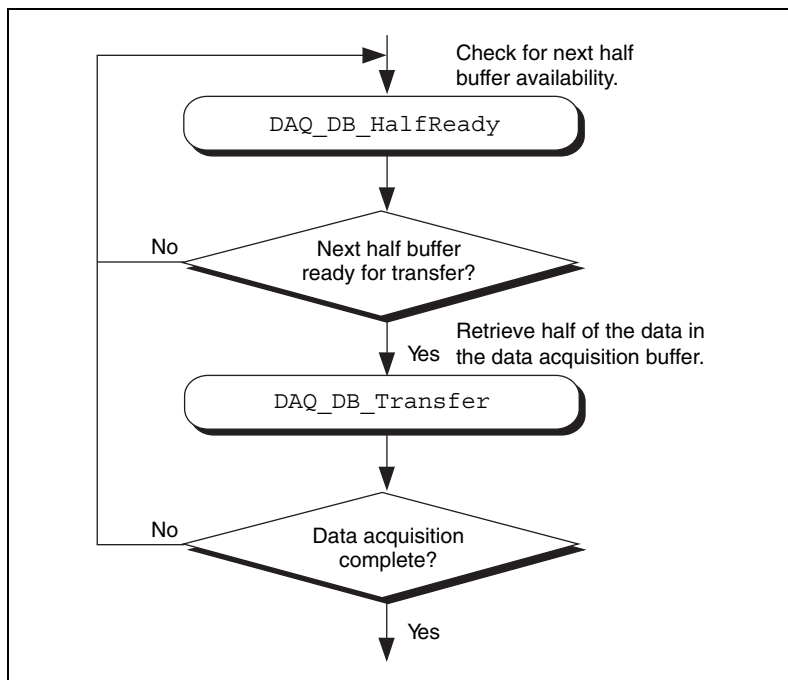 Check for next half
buffer availability.
DAQ_DB_HalfReady
No
Next half buffer
ready for transfer?
Retrieve half of the data in
the data acquisition buffer.
Yes
DAQ_DB_Transfer
No
Data acquisition
complete?
Yes